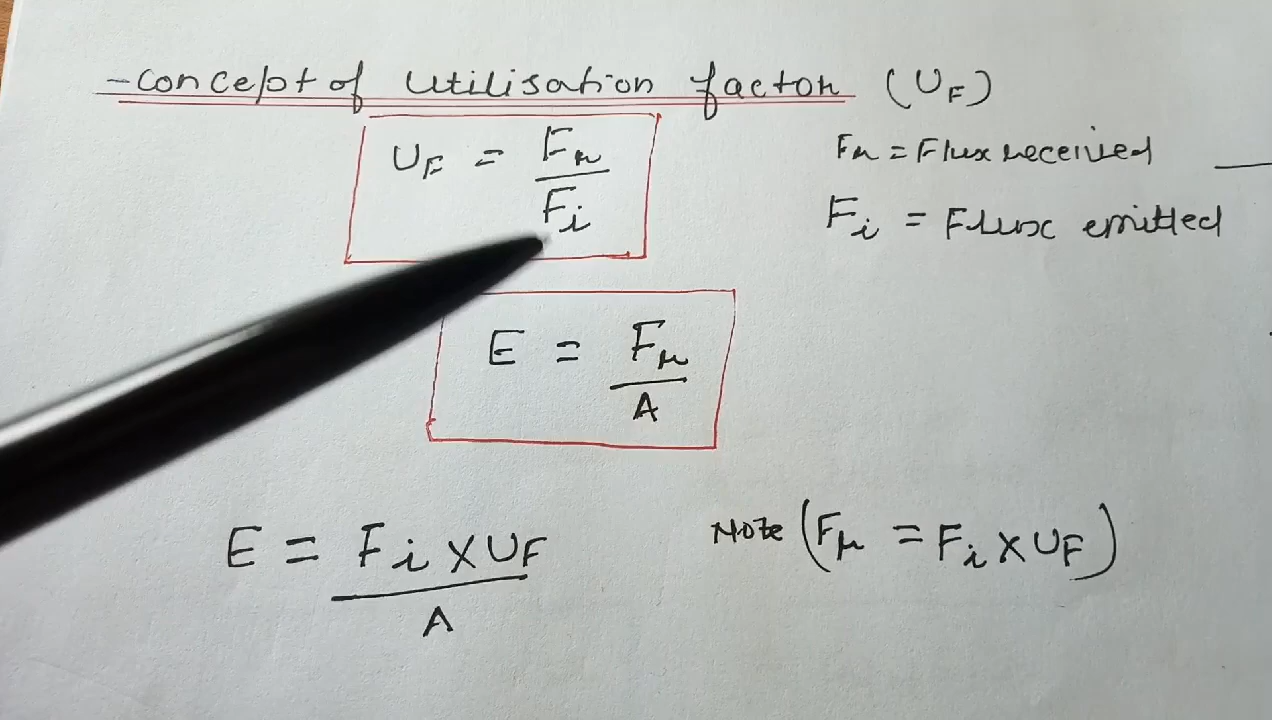 -concept of Utilisation factor (UF)
UF = Fr / Fi
Fr = Flux received
Fi = Flux emitted
E = Fr / A
E = Fi x UF / A
Note (Fr = Fi x UF)